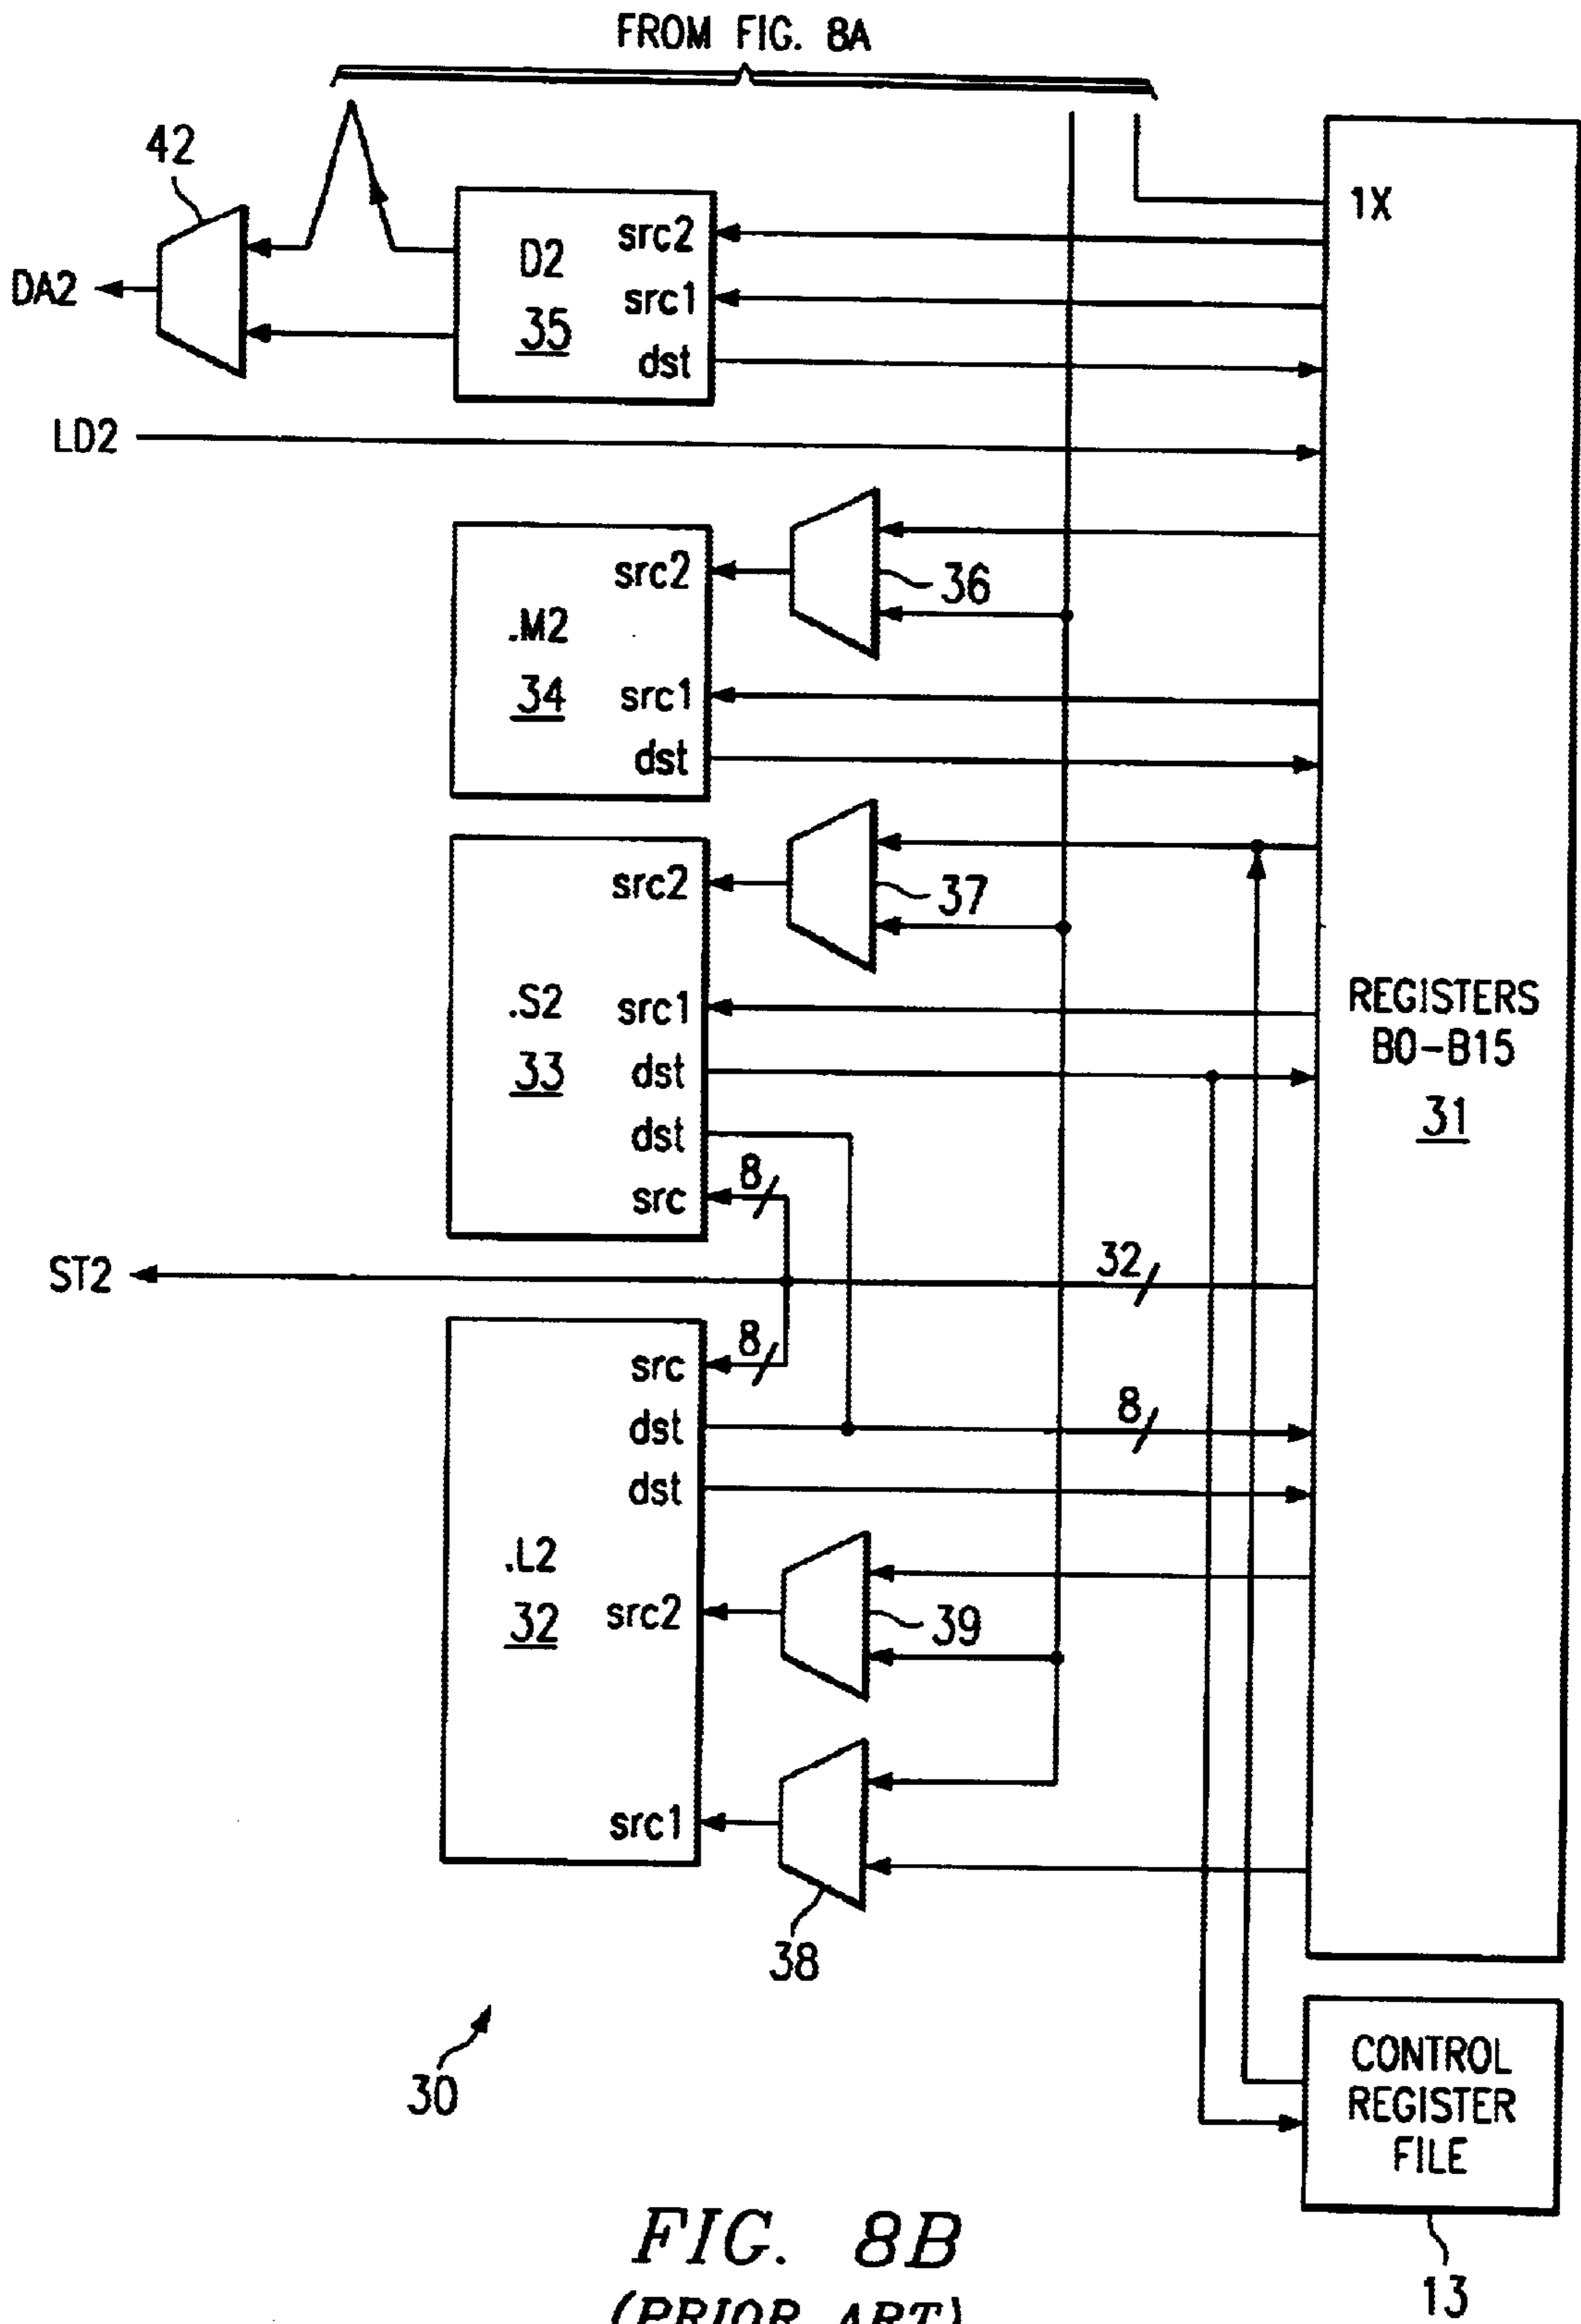 FROM FIG. 8A
42
1X
D2
35
src2
src1
dst
DA2
LD2
36
.M2
34
src2
src1
dst
37
.S2
33
src2
src1
dst
dst
src
8
REGISTERS
B0-B15
31
ST2
32
8
src
dst
8
dst
.L2
32
src2
39
src1
38
30
CONTROL
REGISTER
FILE
13
FIG. 8B
(PRIOR ART)